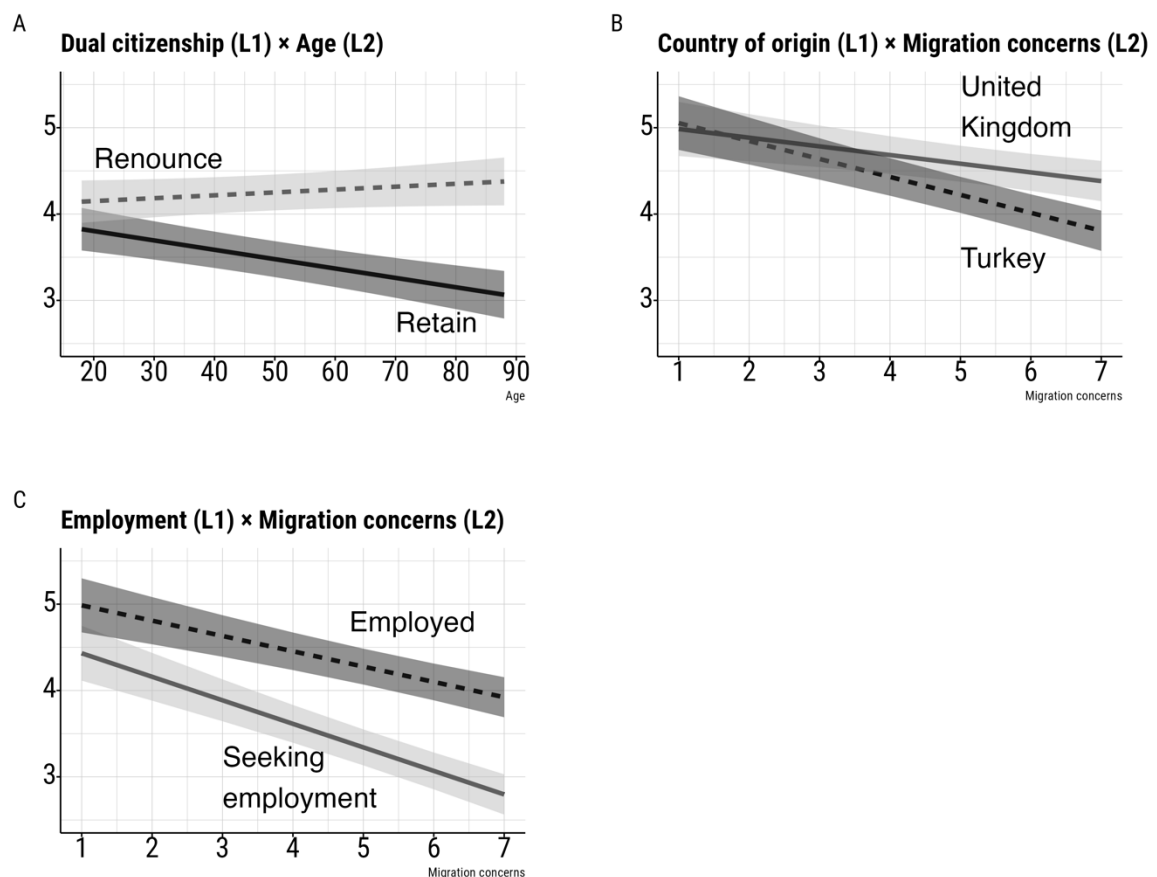 A
Dual citizenship (L1) × Age (L2)
5
4
3
Renounce
Retain
20 30 40 50 60 70 80 90
Age
B
Country of origin (L1) × Migration concerns (L2)
5
4
3
United
Kingdom
Turkey
1 2 3 4 5 6 7
Migration concerns
C
Employment (L1) × Migration concerns (L2)
5
4
3
Employed
Seeking
employment
1 2 3 4 5 6 7
Migration concerns